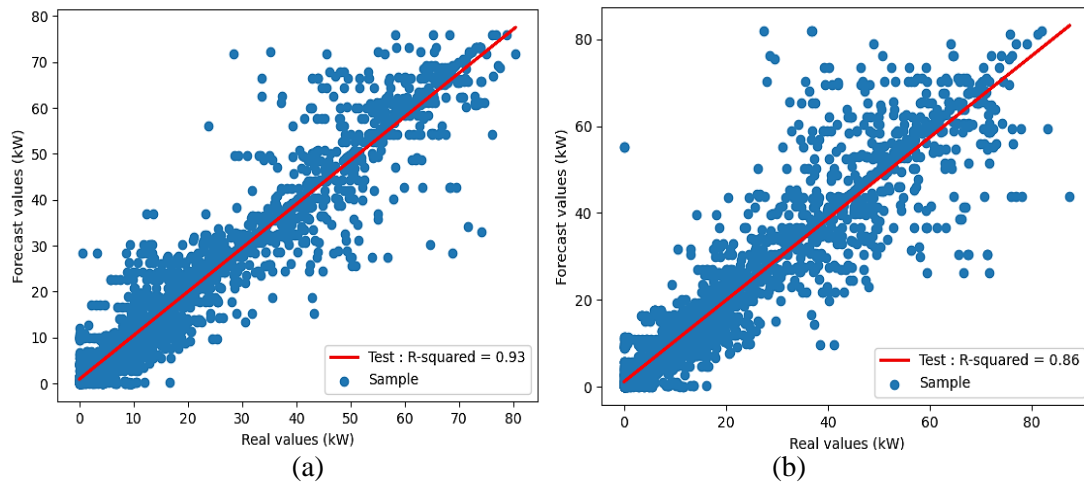 80
70
60
50
40
30
20
10
0
Forecast values (kW)
0 10 20 30 40 50 60 70 80
Real values (kW)
Test : R-squared = 0.93
Sample
(a)
80
60
40
20
0
Forecast values (kW)
0 20 40 60 80
Real values (kW)
Test : R-squared = 0.86
Sample
(b)